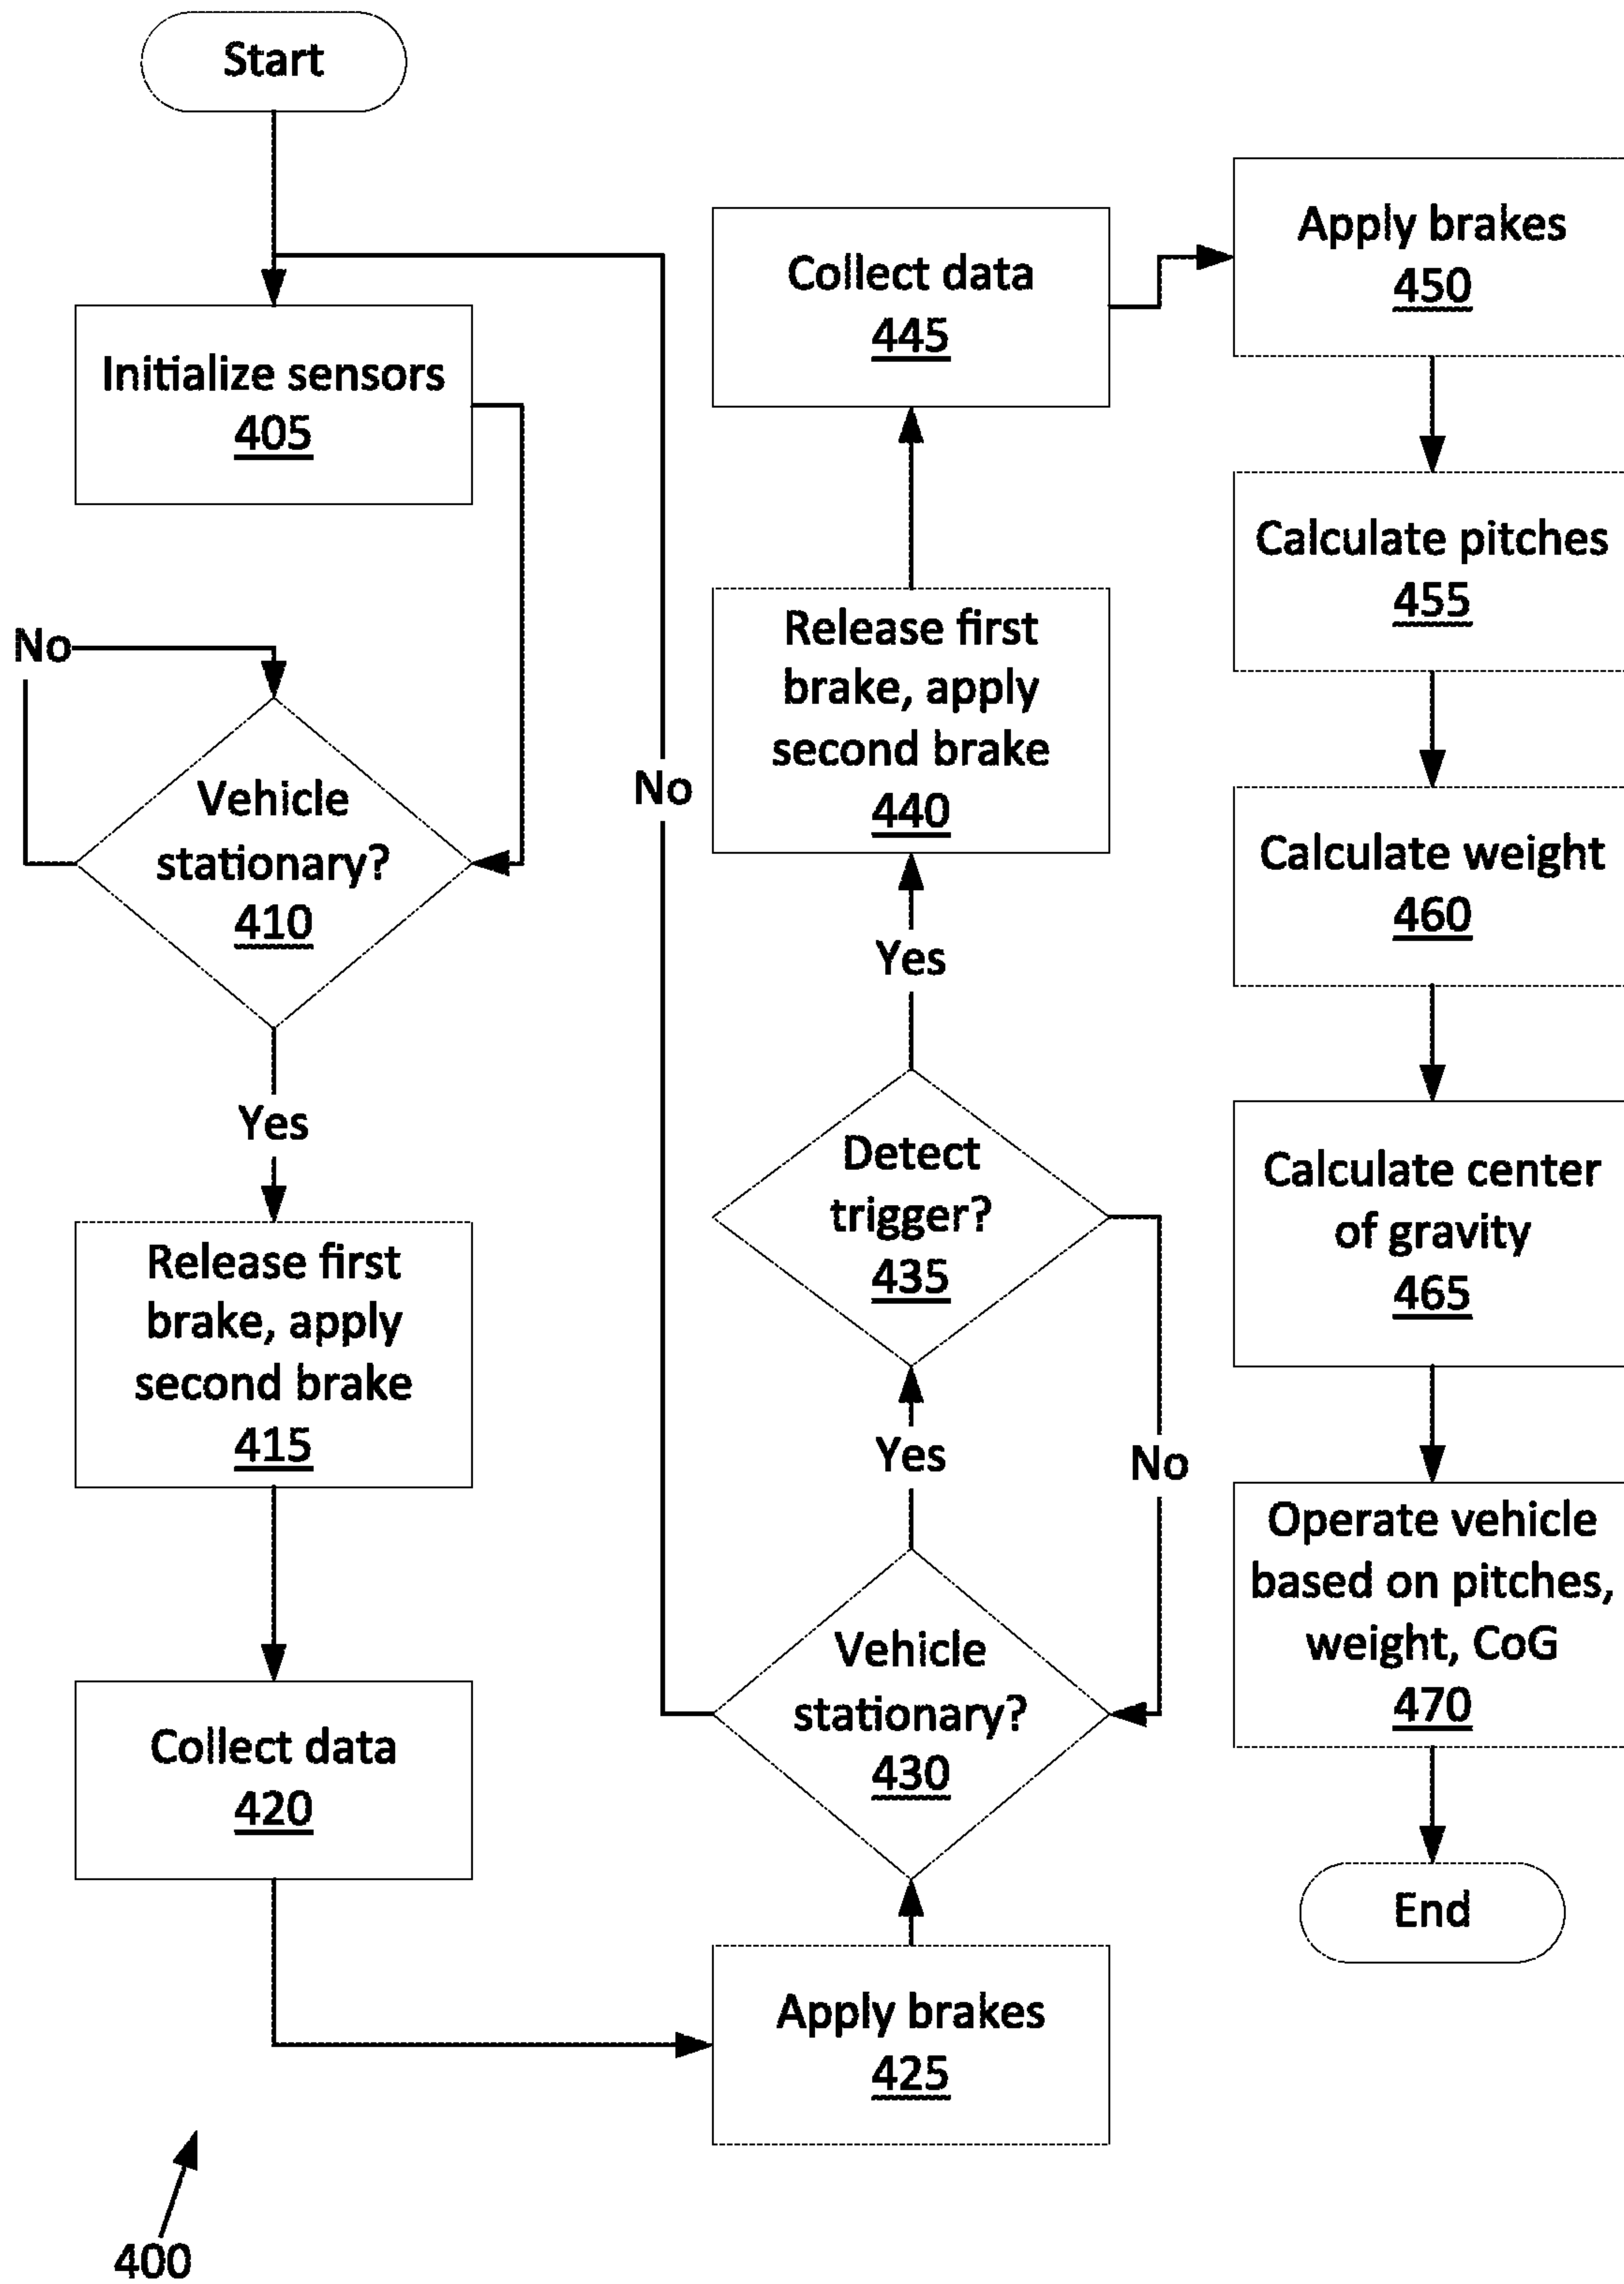 Start
Initialize sensors
405
No
Vehicle
stationary?
410
Yes
Release first
brake, apply
second brake
415
Collect data
420
Apply brakes
425
Vehicle
stationary?
430
No
Yes
Detect
trigger?
435
No
Yes
Release first
brake, apply
second brake
440
Collect data
445
Apply brakes
450
Calculate pitches
455
Calculate weight
460
Calculate center
of gravity
465
Operate vehicle
based on pitches,
weight, CoG
470
End
400